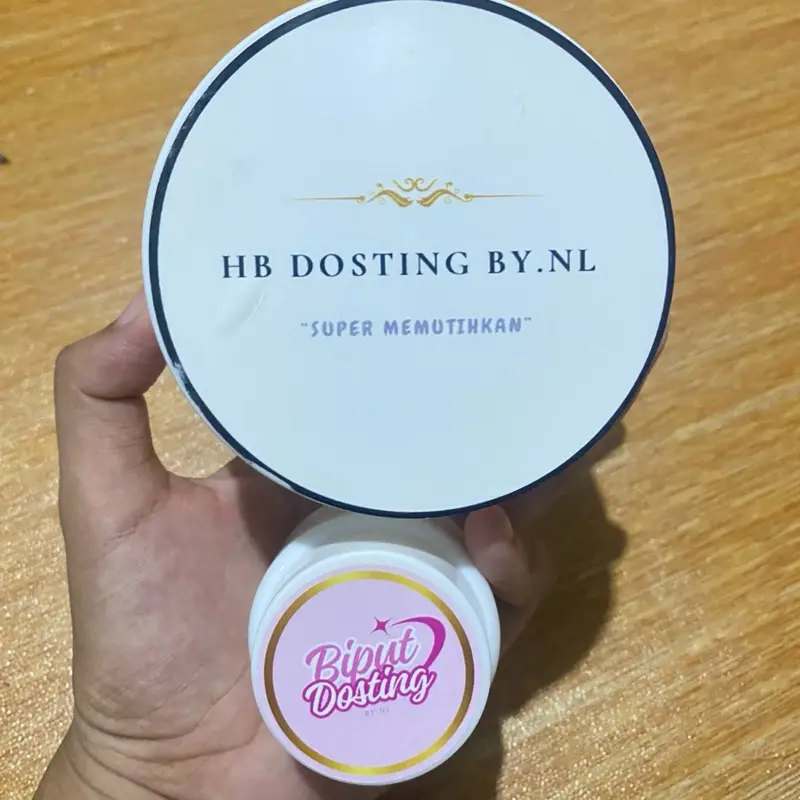 HB DOSTING BY.NL
"SUPER MEMUTIHKAN"
Biput
Dosting
BY NL